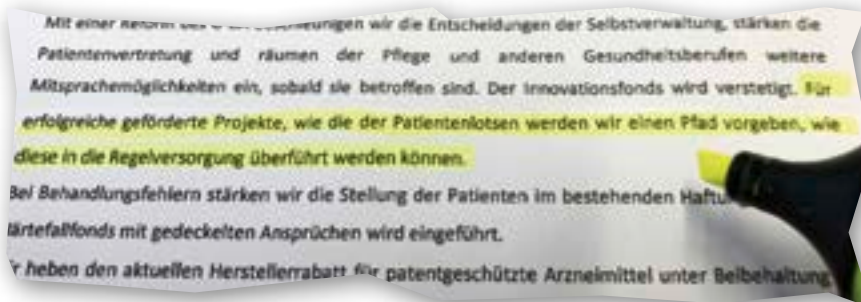 Mit einer Reform des beschleunigen wir die Entscheidungen der Selbstverwaltung, stärken die
Patientenvertretung und räumen der Pflege und anderen Gesundheitsberufen weitere
Mitsprachemöglichkeiten ein, sobald sie betroffen sind. Der Innovationsfonds wird verstetigt. Für
erfolgreiche geförderte Projekte, wie die der Patientenlotsen werden wir einen Pfad vorgeben, wie
diese in die Regelversorgung überführt werden können.
Bei Behandlungsfehlern stärken wir die Stellung der Patienten im bestehenden
ärtefallfonds mit gedeckelten Ansprüchen wird eingeführt.
r heben den aktuellen Herstellerrabatt für patentgeschützte Arzneimittel unter Beibehaltung